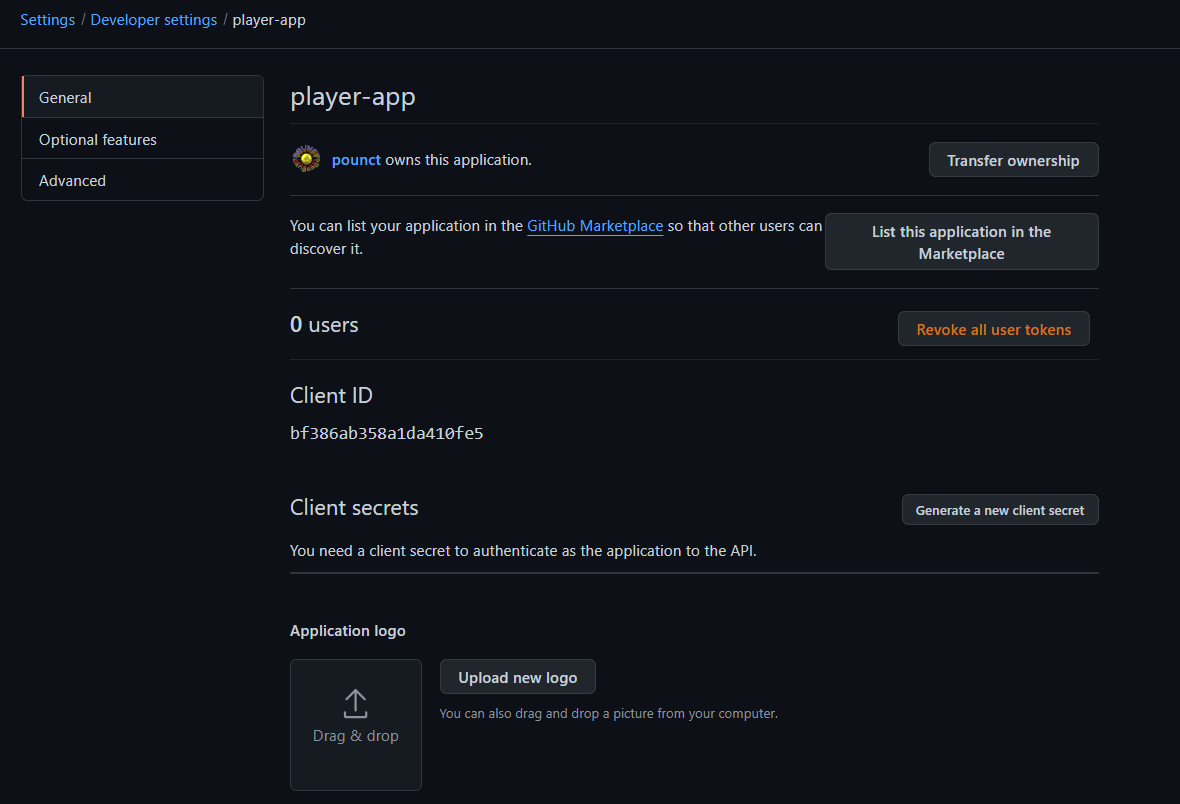 Settings / Developer settings / player-app
General
Optional features
Advanced
player-app
pounct owns this application.
Transfer ownership
You can list your application in the GitHub Marketplace so that other users can
discover it.
List this application in the
Marketplace
0 users
Revoke all user tokens
Client ID
bf386ab358a1da410fe5
Client secrets
Generate a new client secret
You need a client secret to authenticate as the application to the API.
Application logo
Drag & drop
Upload new logo
You can also drag and drop a picture from your computer.